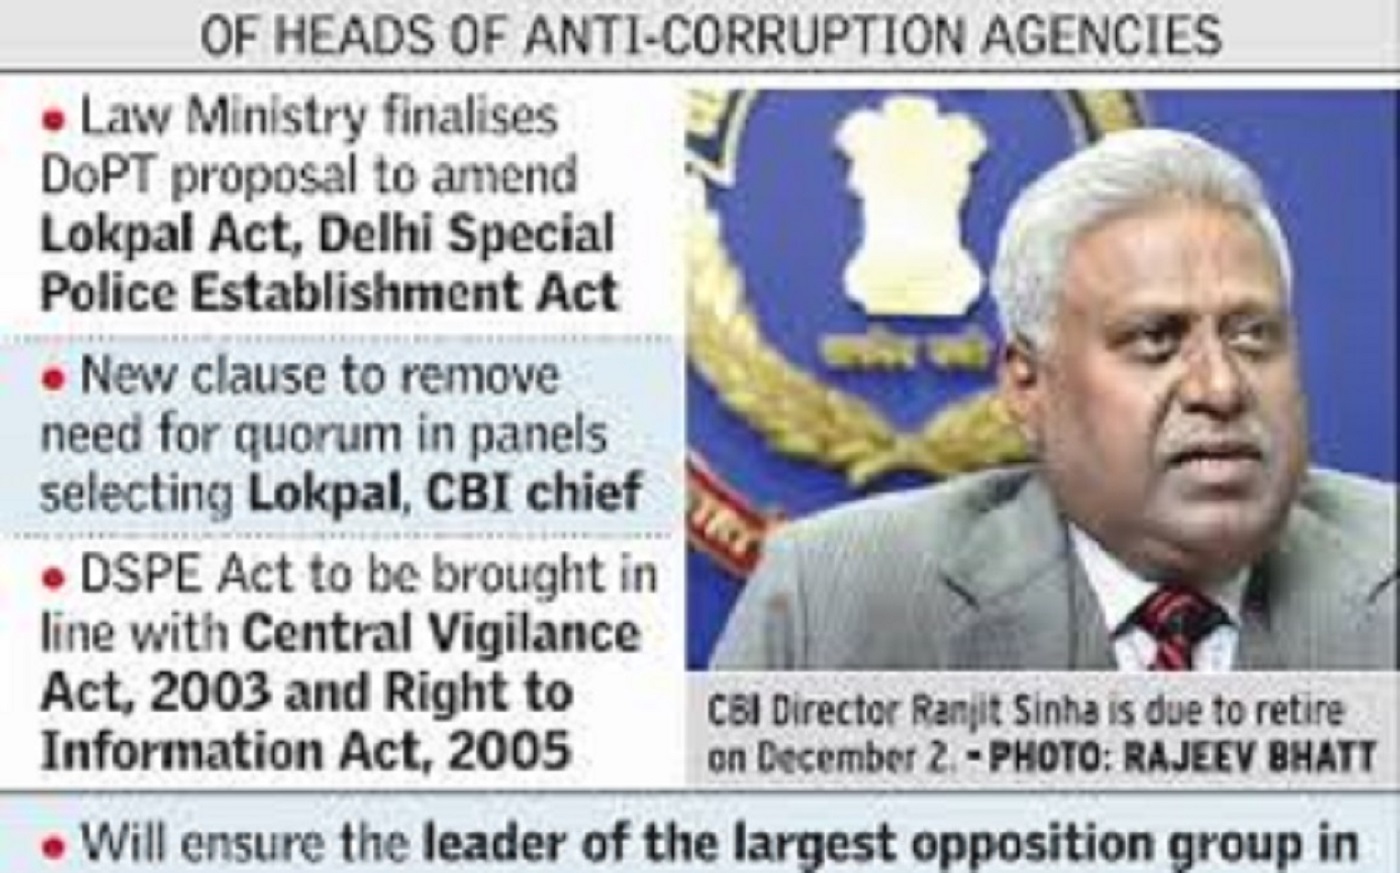 OF HEADS OF ANTI-CORRUPTION AGENCIES
• Law Ministry finalises
DoPT proposal to amend
Lokpal Act, Delhi Special
Police Establishment Act
• New clause to remove
need for quorum in panels
selecting Lokpal, CBI chief
• DSPE Act to be brought in
line with Central Vigilance
Act, 2003 and Right to
Information Act, 2005
CBI Director Ranjit Sinha is due to retire
on December 2. - PHOTO: RAJEEV BHATT
• Will ensure the leader of the largest opposition group in